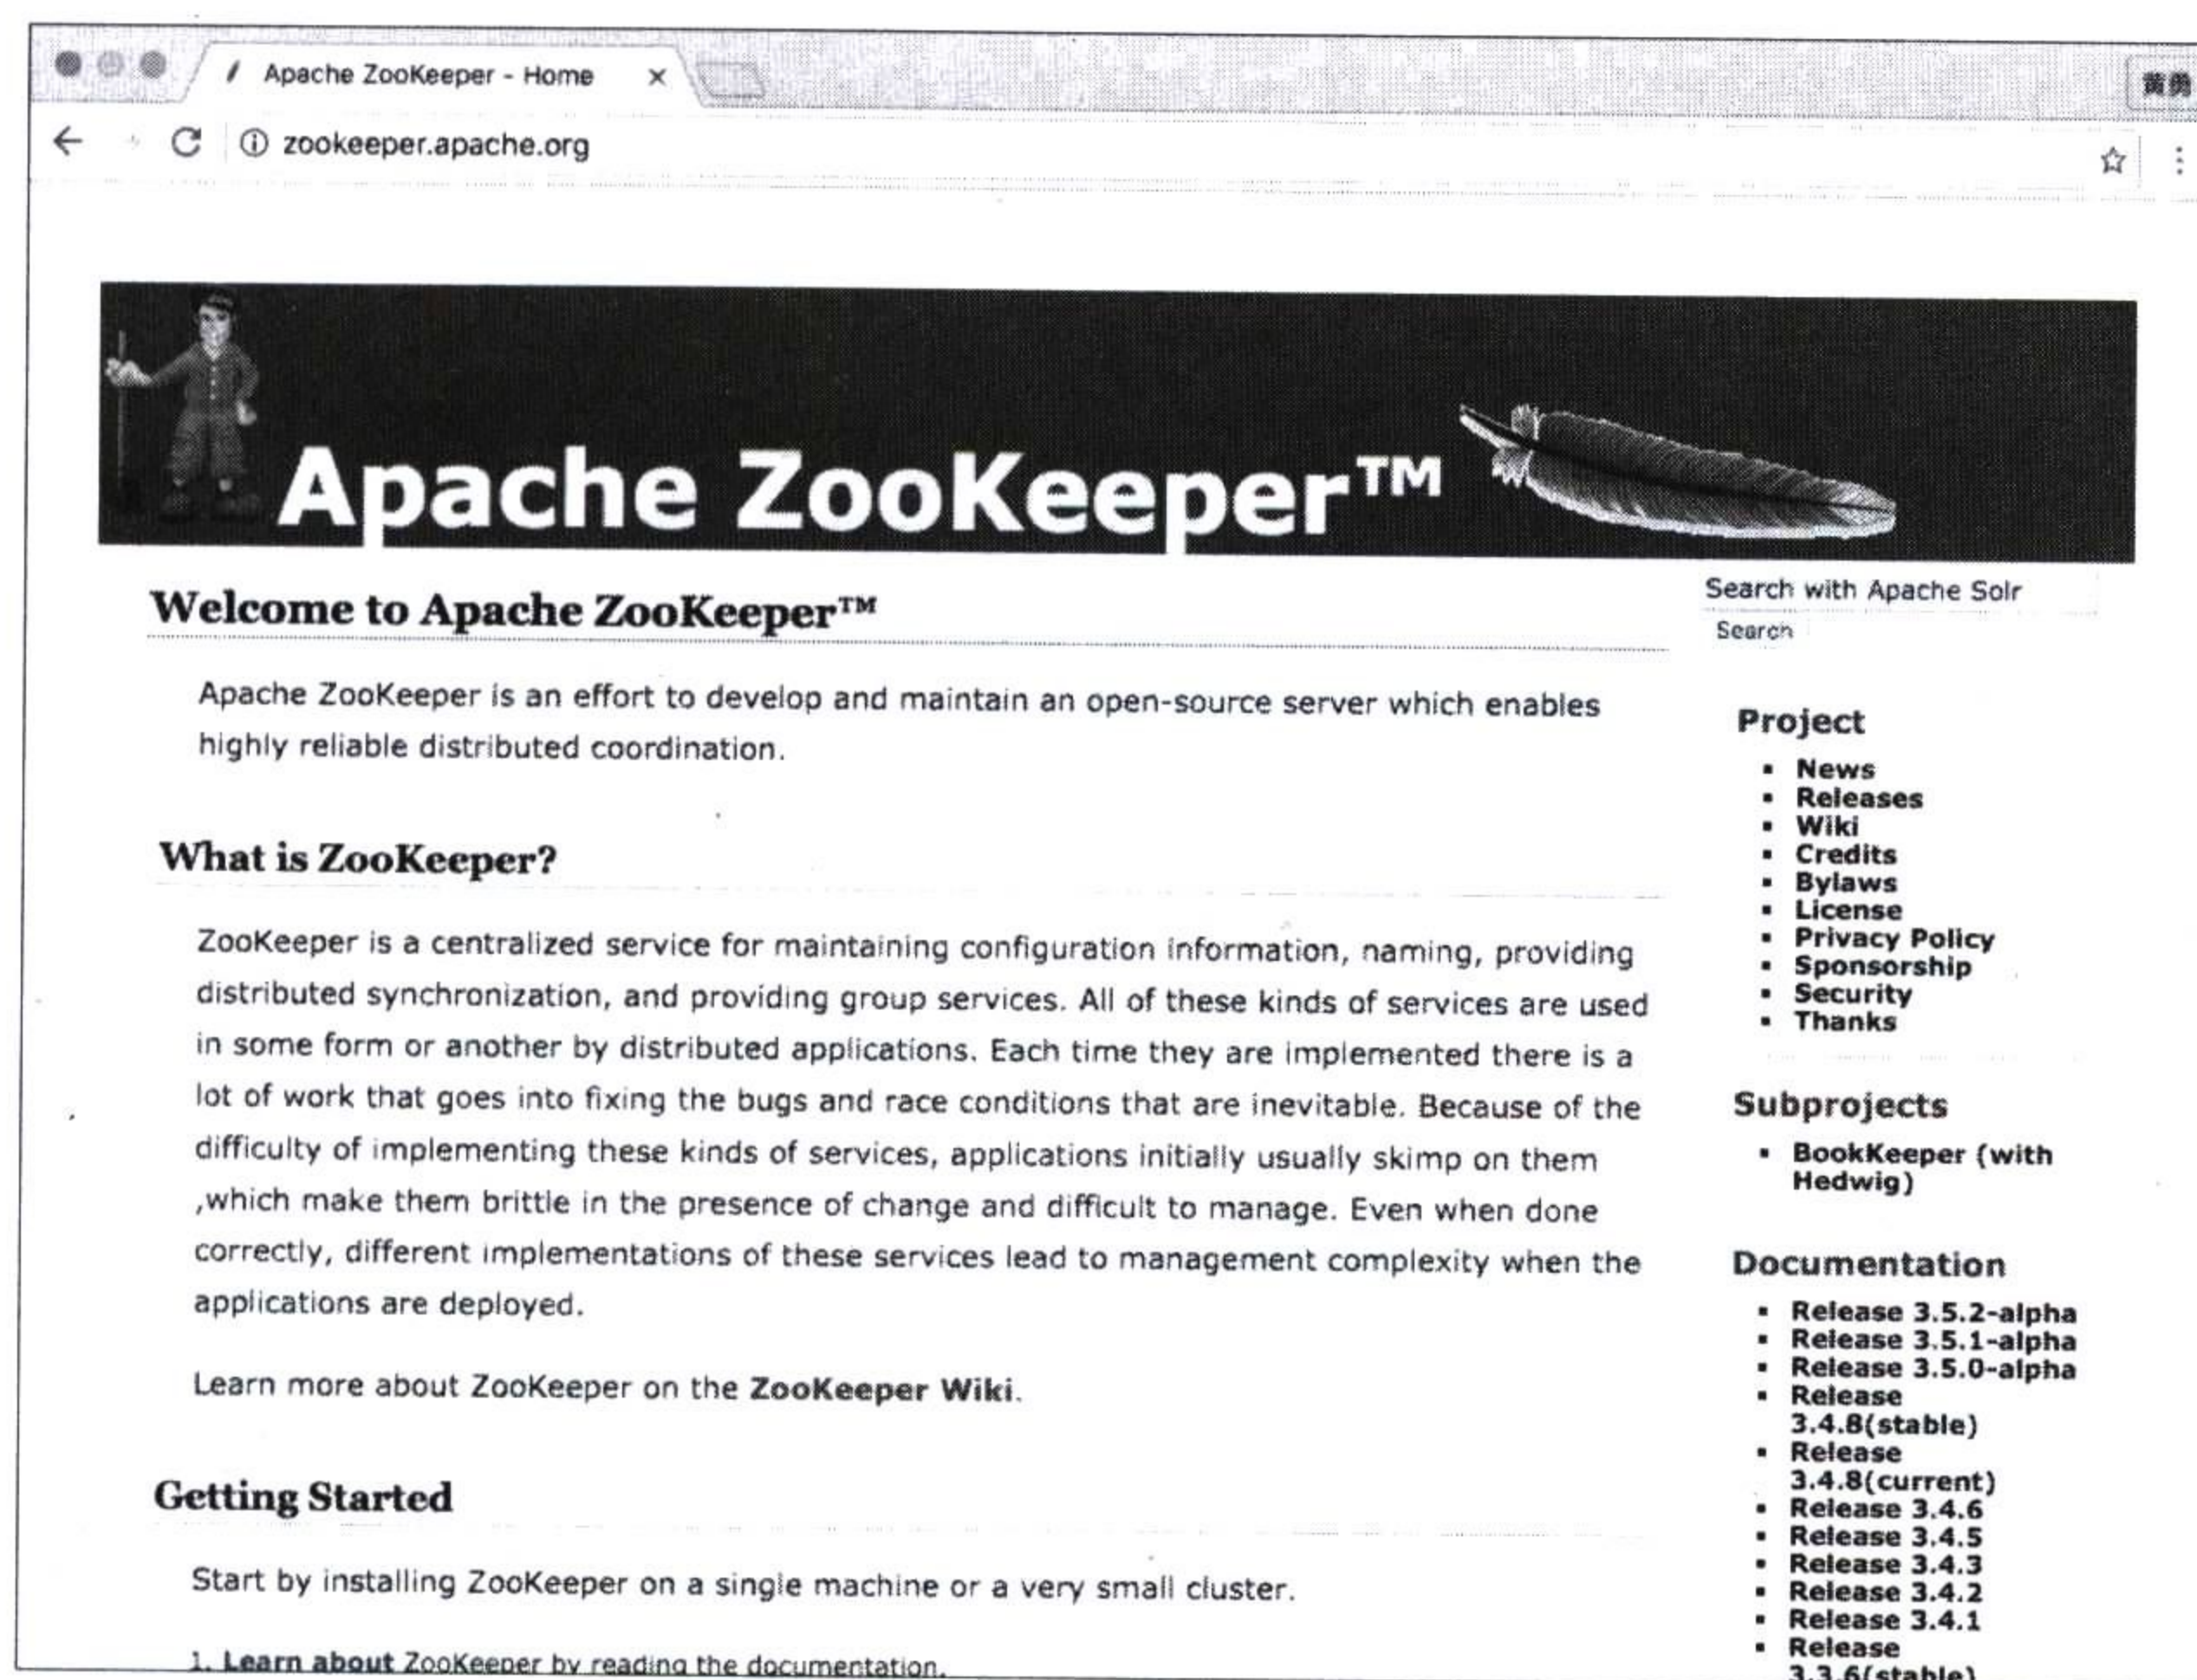 Apache ZooKeeper - Home
黄勇
zookeeper.apache.org
Apache ZooKeeper™
Welcome to Apache ZooKeeper™
Apache ZooKeeper is an effort to develop and maintain an open-source server which enables
highly reliable distributed coordination.
What is ZooKeeper?
ZooKeeper is a centralized service for maintaining configuration information, naming, providing
distributed synchronization, and providing group services. All of these kinds of services are used
in some form or another by distributed applications. Each time they are implemented there is a
lot of work that goes into fixing the bugs and race conditions that are inevitable. Because of the
difficulty of implementing these kinds of services, applications initially usually skimp on them
,which make them brittle in the presence of change and difficult to manage. Even when done
correctly, different implementations of these services lead to management complexity when the
applications are deployed.
Learn more about ZooKeeper on the ZooKeeper Wiki.
Getting Started
Start by installing ZooKeeper on a single machine or a very small cluster.
1. Learn about ZooKeeper by reading the documentation.
Search with Apache Solr
Search
Project
▪ News
▪ Releases
▪ Wiki
▪ Credits
▪ Bylaws
▪ License
▪ Privacy Policy
▪ Sponsorship
▪ Security
▪ Thanks
Subprojects
▪ BookKeeper (with
Hedwig)
Documentation
▪ Release 3.5.2-alpha
▪ Release 3.5.1-alpha
▪ Release 3.5.0-alpha
▪ Release
3.4.8(stable)
▪ Release
3.4.8(current)
▪ Release 3.4.6
▪ Release 3.4.5
▪ Release 3.4.3
▪ Release 3.4.2
▪ Release 3.4.1
▪ Release
3.3.6(stable)